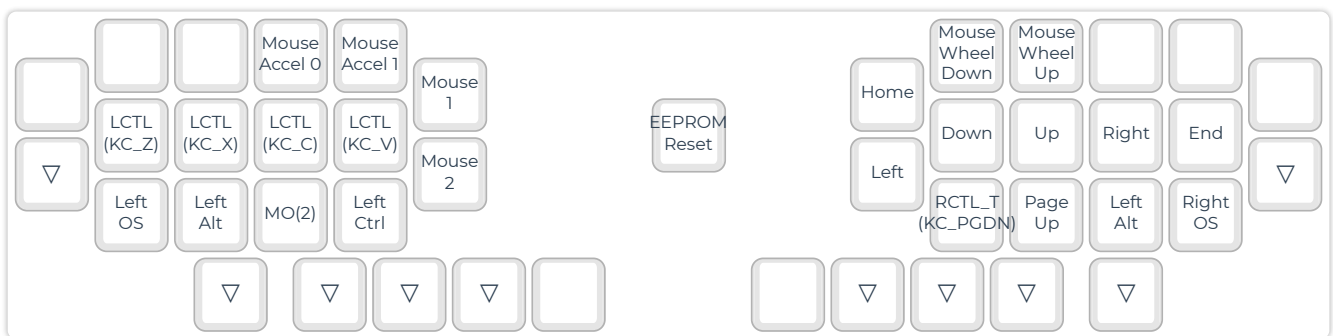 Mouse
Accel 0
Mouse
Accel 1
Mouse
Wheel
Down
Mouse
Wheel
Up
Mouse
1
Home
LCTL
(KC_Z)
LCTL
(KC_X)
LCTL
(KC_C)
LCTL
(KC_V)
EEPROM
Reset
Down
Up
Right
End
▽
Mouse
2
Left
▽
Left
OS
Left
Alt
MO(2)
Left
Ctrl
RCTL_T
(KC_PGDN)
Page
Up
Left
Alt
Right
OS
▽
▽
▽
▽
▽
▽
▽
▽